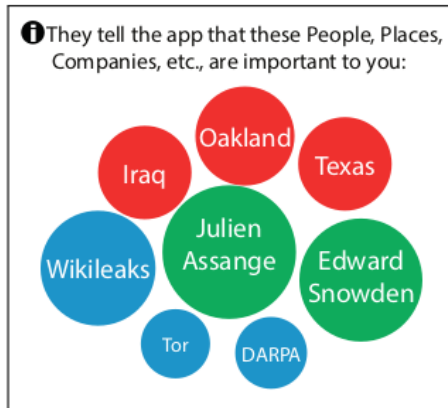 i They tell the app that these People, Places,
Companies, etc., are important to you:
Oakland
Iraq
Texas
Julien
Assange
Wikileaks
Edward
Snowden
Tor
DARPA